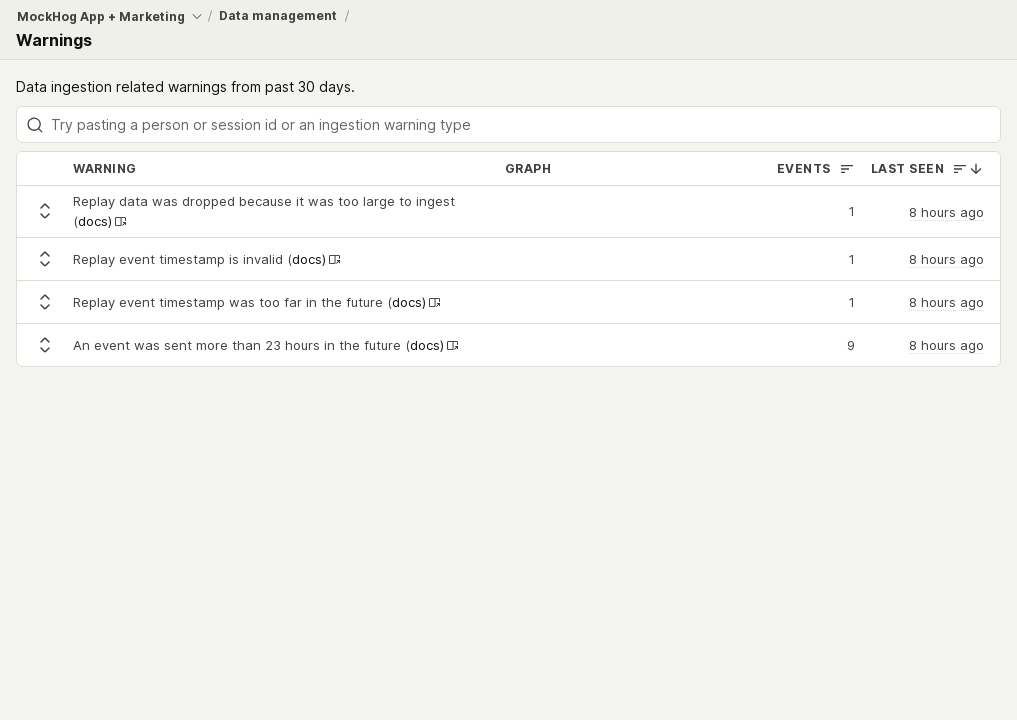 MockHog App + Marketing / Data management /
Warnings
Data ingestion related warnings from past 30 days.
Try pasting a person or session id or an ingestion warning type
WARNING GRAPH EVENTS LAST SEEN
Replay data was dropped because it was too large to ingest
(docs) 1 8 hours ago
Replay event timestamp is invalid (docs) 1 8 hours ago
Replay event timestamp was too far in the future (docs) 1 8 hours ago
An event was sent more than 23 hours in the future (docs) 9 8 hours ago